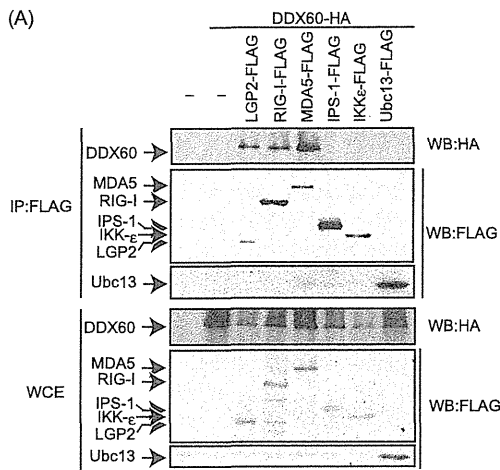 (A)
DDX60-HA
– – LGP2-FLAG RIG-I-FLAG MDA5-FLAG IPS-1-FLAG IKKε-FLAG Ubc13-FLAG
IP:FLAG
DDX60 WB:HA
MDA5
RIG-I
IPS-1
IKK-ε WB:FLAG
LGP2
Ubc13
WCE
DDX60 WB:HA
MDA5
RIG-I
IPS-1
IKK-ε WB:FLAG
LGP2
Ubc13